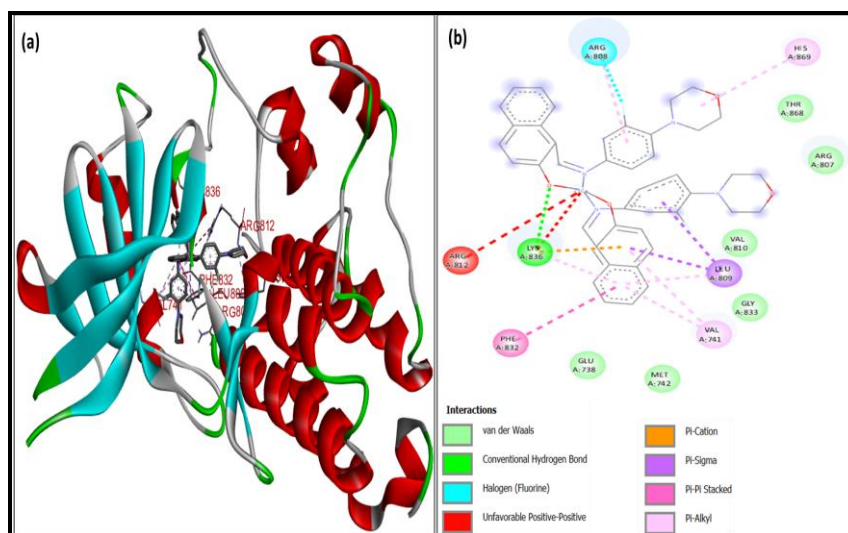 (a)
836
ARG812
PHE832
LEU80
RG80
L74
(b)
ARG
A:808
HIS
A:869
THR
A:868
ARG
A:807
VAL
A:810
LEU
A:809
GLY
A:833
VAL
A:741
MET
A:742
GLU
A:738
PHE
A:832
ARG
A:812
LYS
A:836
Interactions
van der Waals
Conventional Hydrogen Bond
Halogen (Fluorine)
Unfavorable Positive-Positive
Pi-Cation
Pi-Sigma
Pi-Pi Stacked
Pi-Alkyl